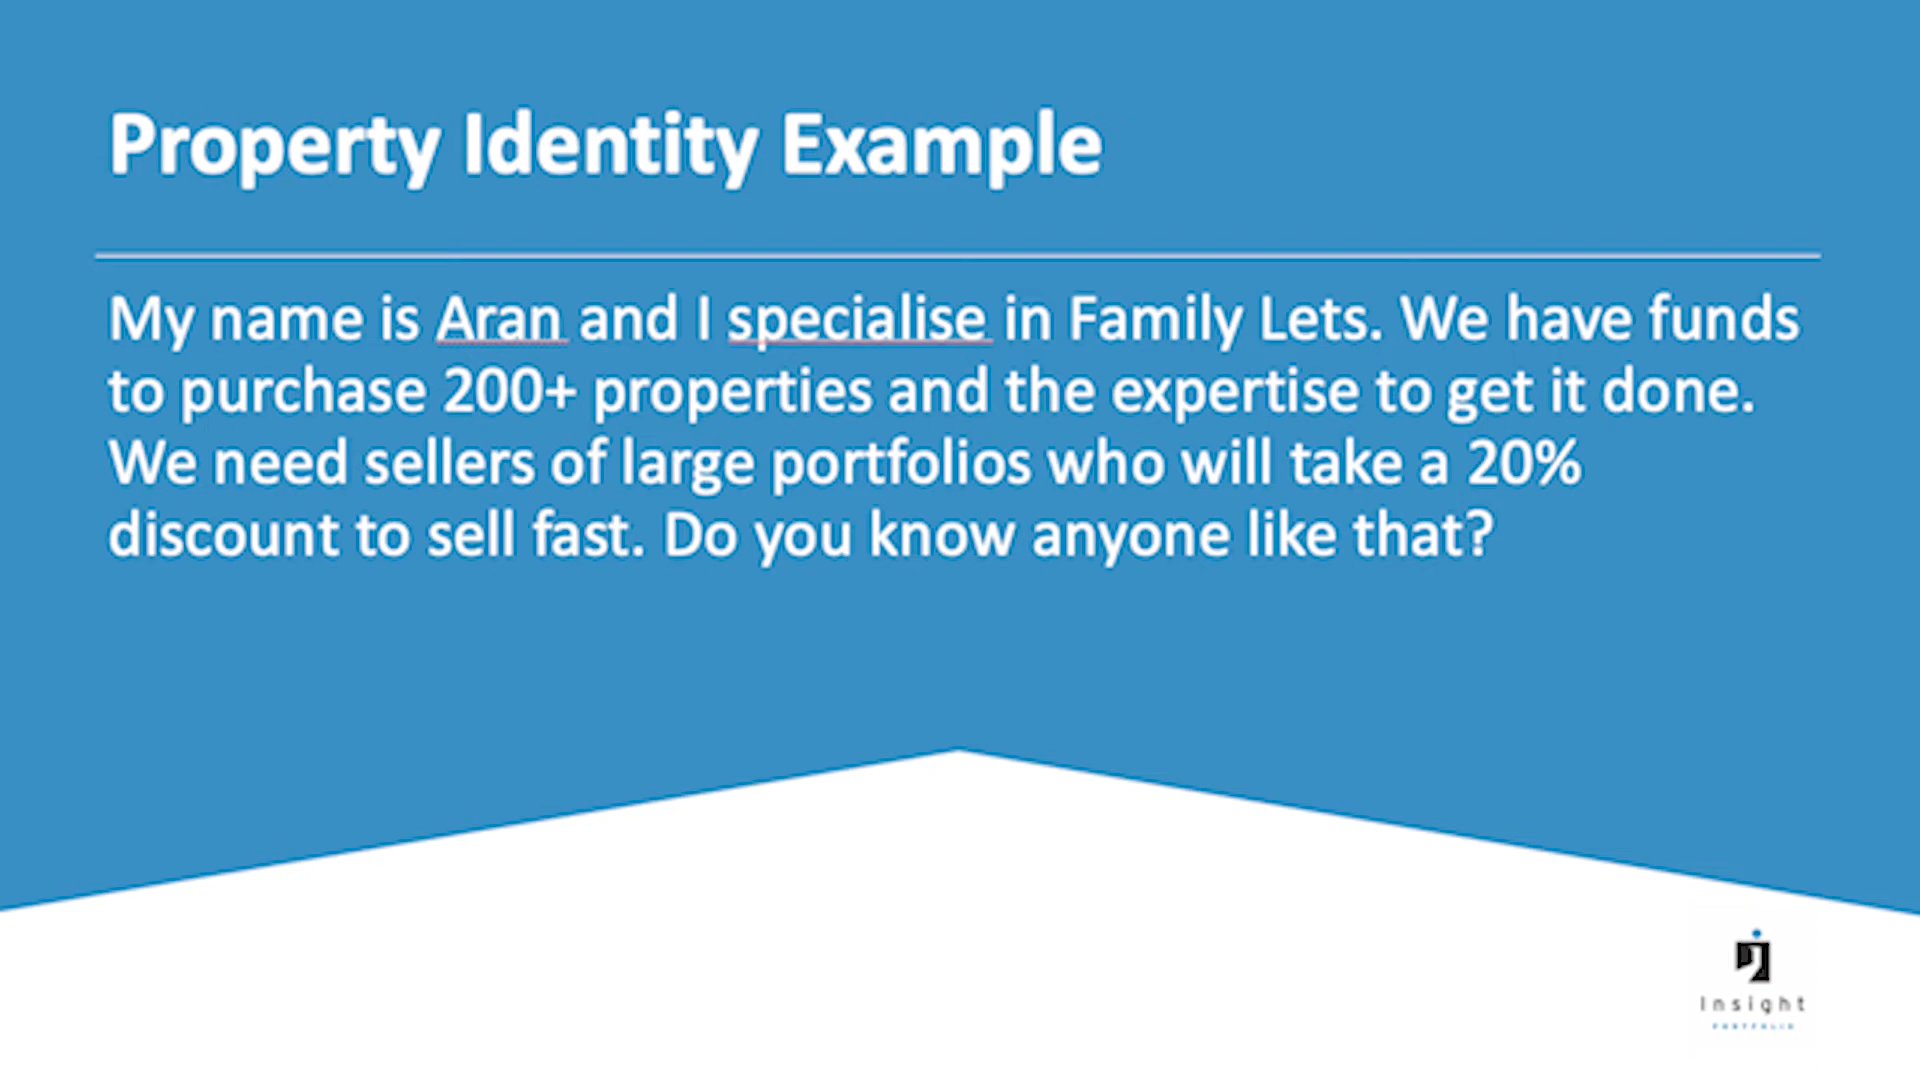 Property Identity Example
My name is Aran and I specialise in Family Lets. We have funds
to purchase 200+ properties and the expertise to get it done.
We need sellers of large portfolios who will take a 20%
discount to sell fast. Do you know anyone like that?
Insight
PORTFOLIO